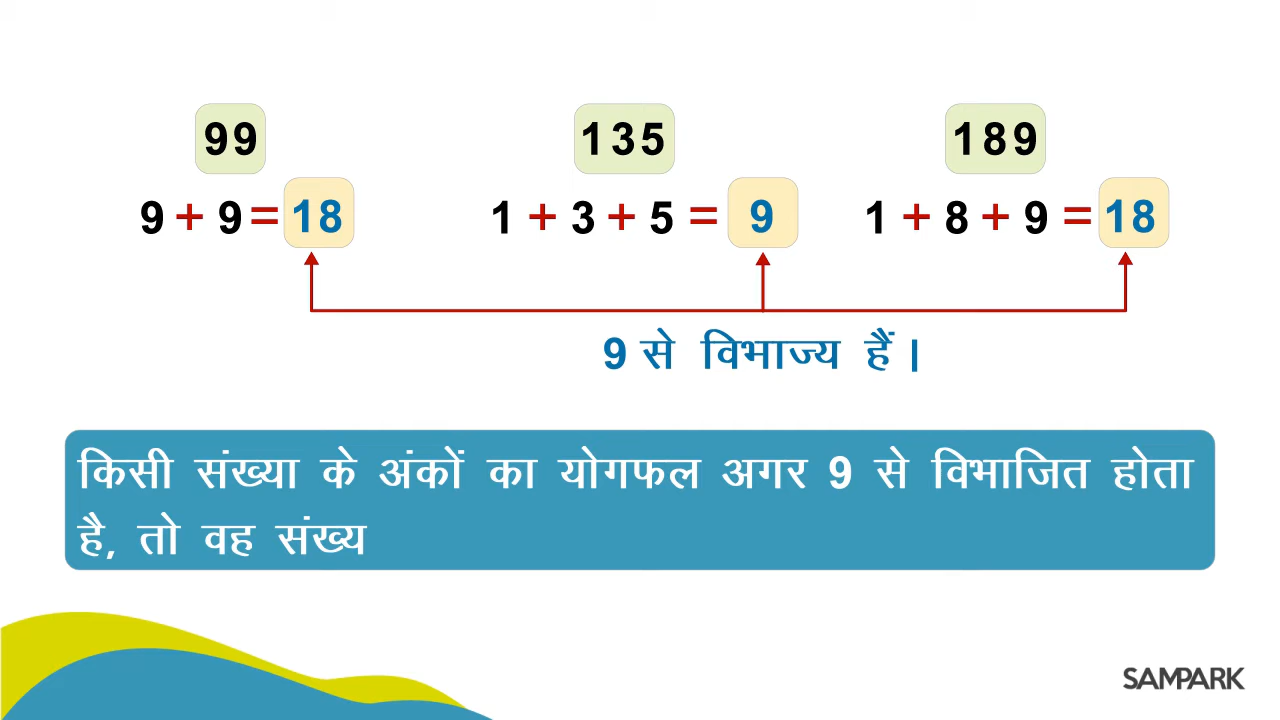 99 135 189
9 + 9 = 18 1 + 3 + 5 = 9 1 + 8 + 9 = 18
9 से विभाज्य हैं।
किसी संख्या के अंकों का योगफल अगर 9 से विभाजित होता
है, तो वह संख्य
SAMPARK